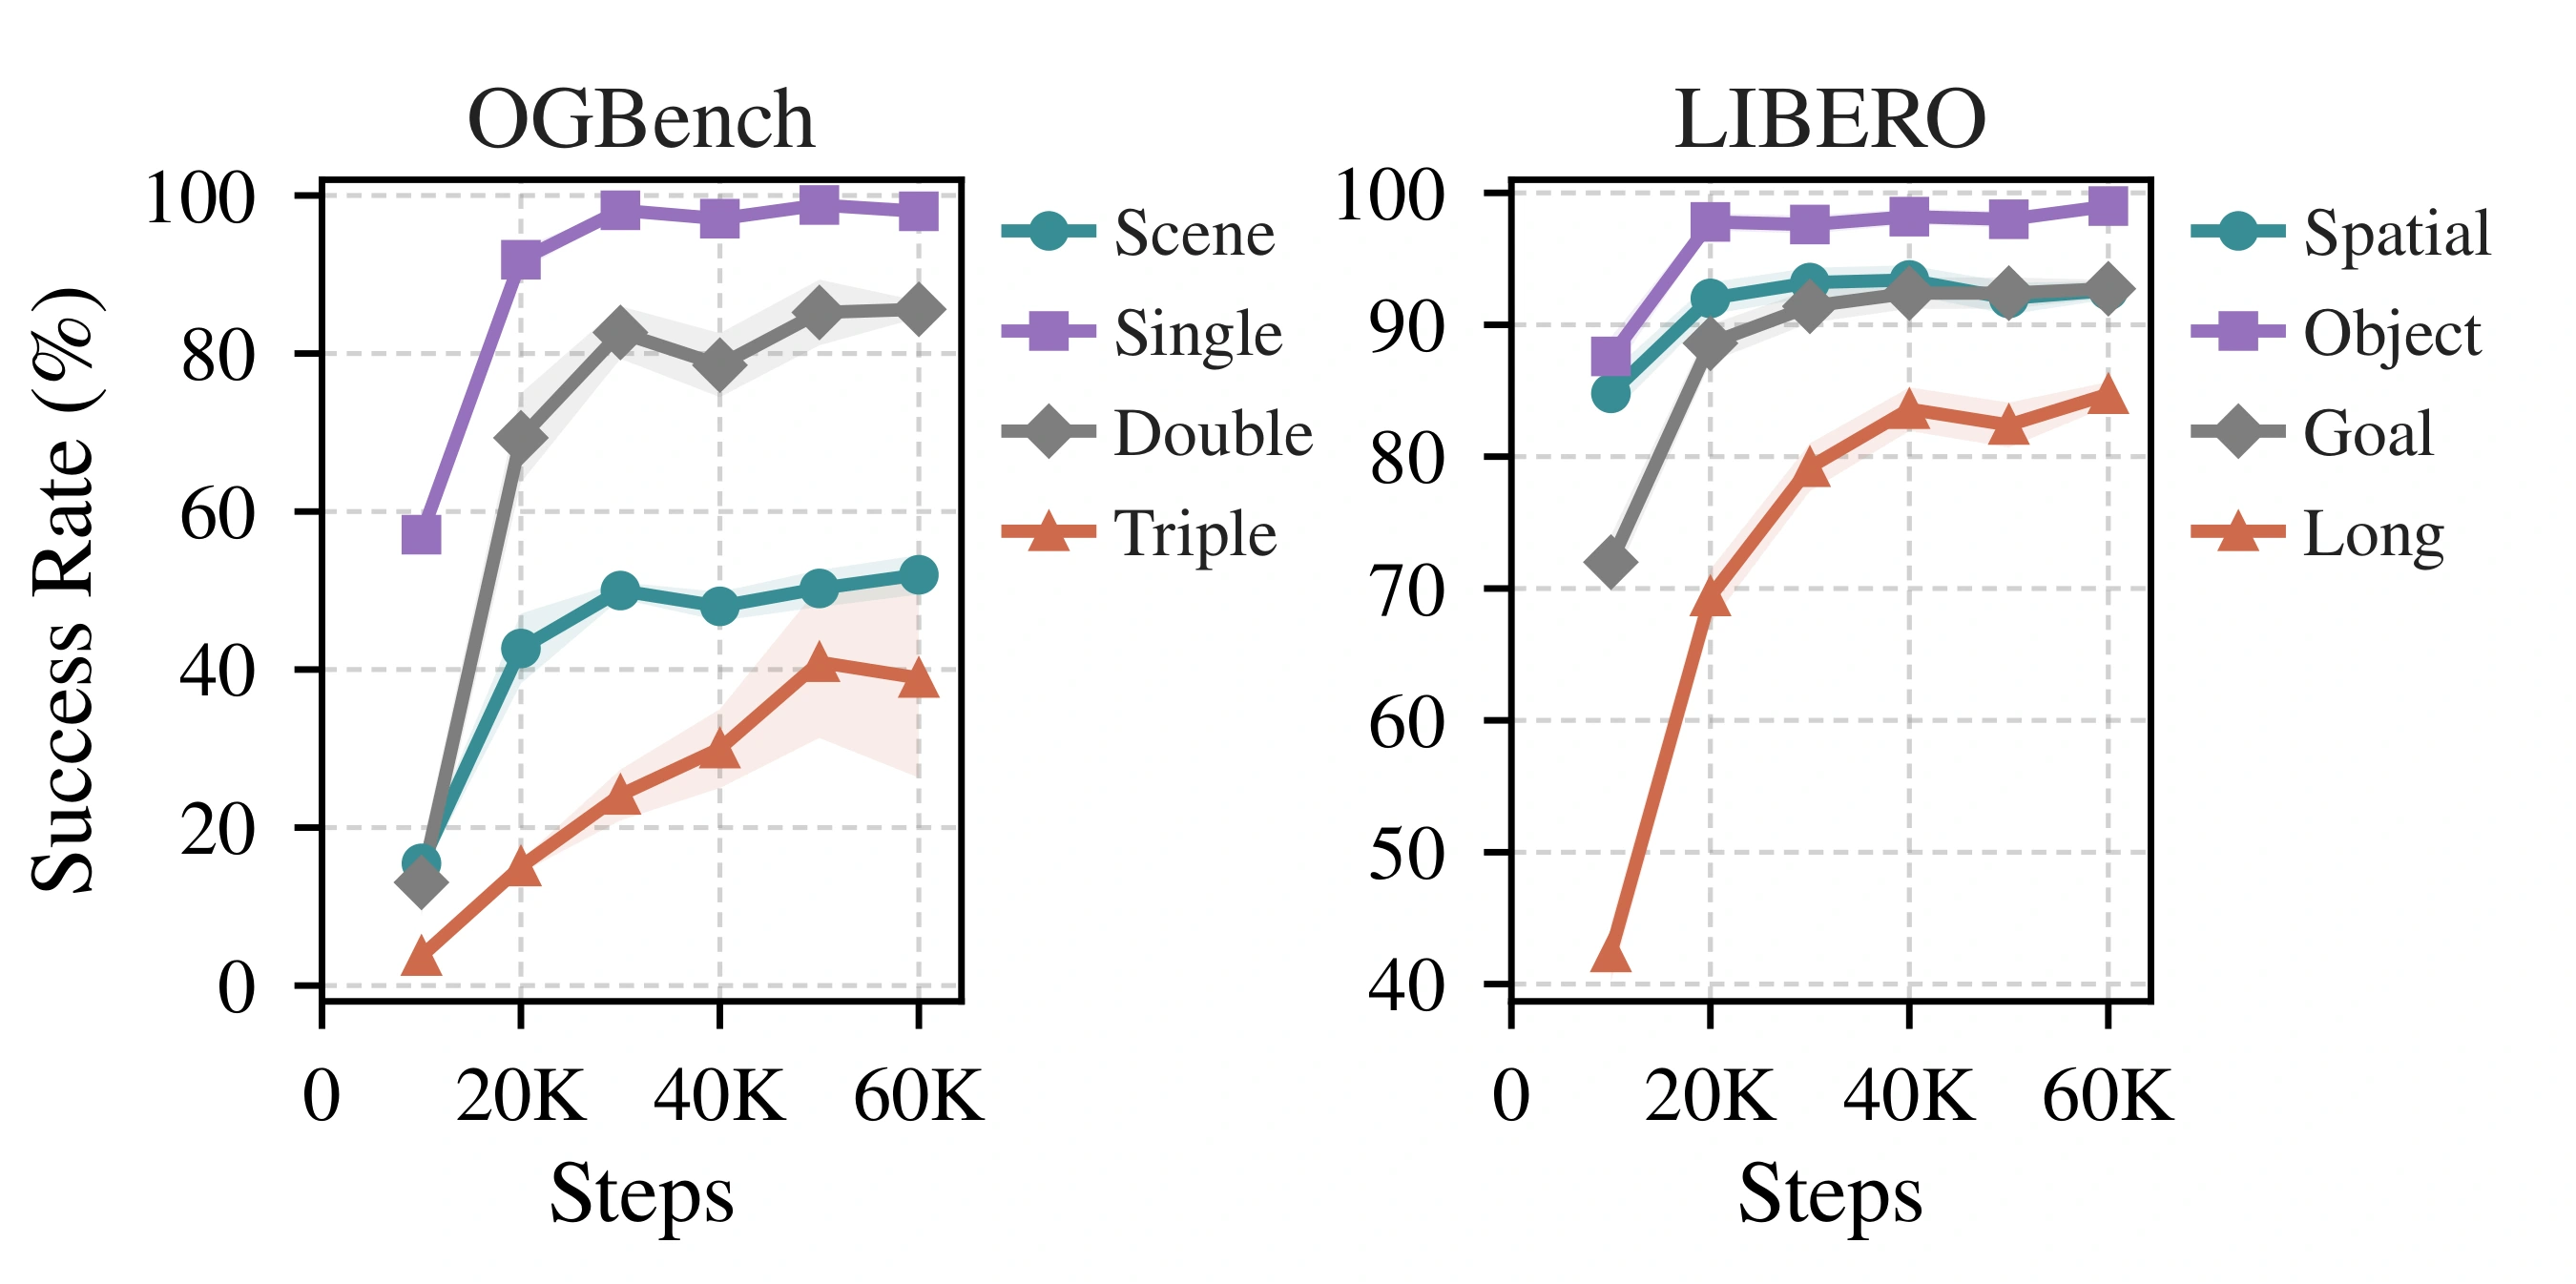 OGBench
Success Rate (%)
100
80
60
40
20
0
0 20K 40K 60K
Steps
Scene
Single
Double
Triple
LIBERO
100
90
80
70
60
50
40
0 20K 40K 60K
Steps
Spatial
Object
Goal
Long